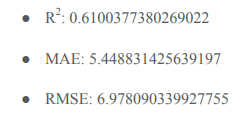 ● R²: 0.6100377380269022
● MAE: 5.448831425639197
● RMSE: 6.978090339927755